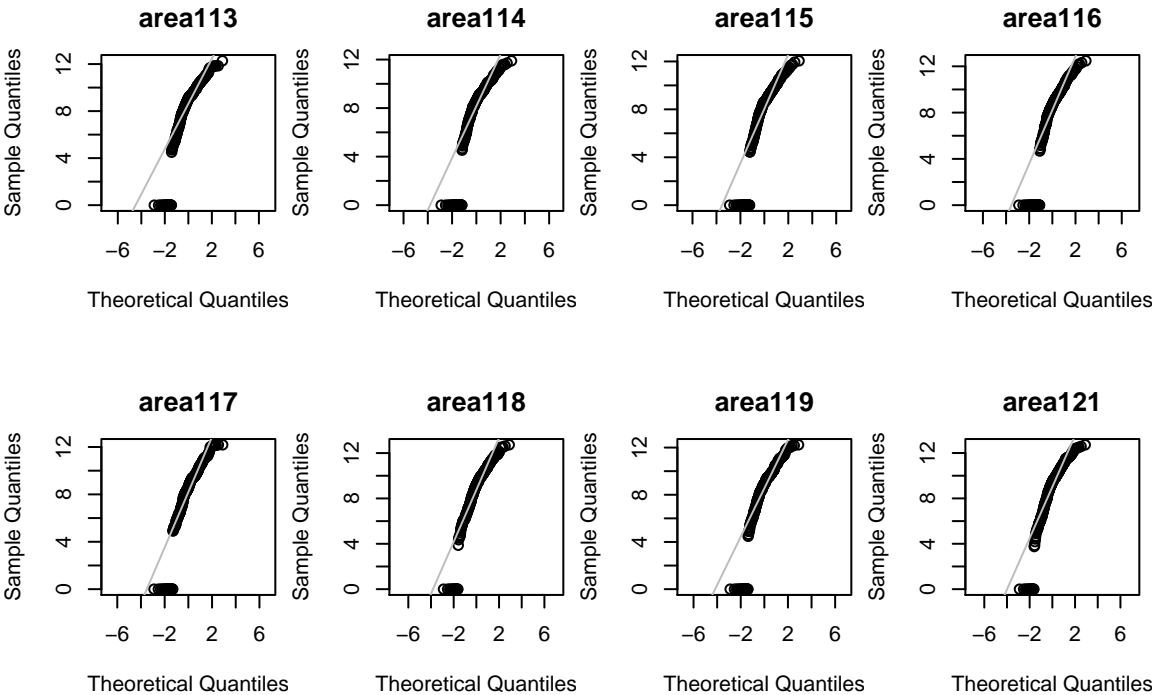 area113 area114 area115 area116
Sample Quantiles 0 4 8 12 Sample Quantiles 0 4 8 12 Sample Quantiles 0 4 8 12 Sample Quantiles 0 4 8 12
−6 −2 2 6 −6 −2 2 6 −6 −2 2 6 −6 −2 2 6
Theoretical Quantiles Theoretical Quantiles Theoretical Quantiles Theoretical Quantiles
area117 area118 area119 area121
Sample Quantiles 0 4 8 12 Sample Quantiles 0 4 8 12 Sample Quantiles 0 4 8 12 Sample Quantiles 0 4 8 12
−6 −2 2 6 −6 −2 2 6 −6 −2 2 6 −6 −2 2 6
Theoretical Quantiles Theoretical Quantiles Theoretical Quantiles Theoretical Quantiles